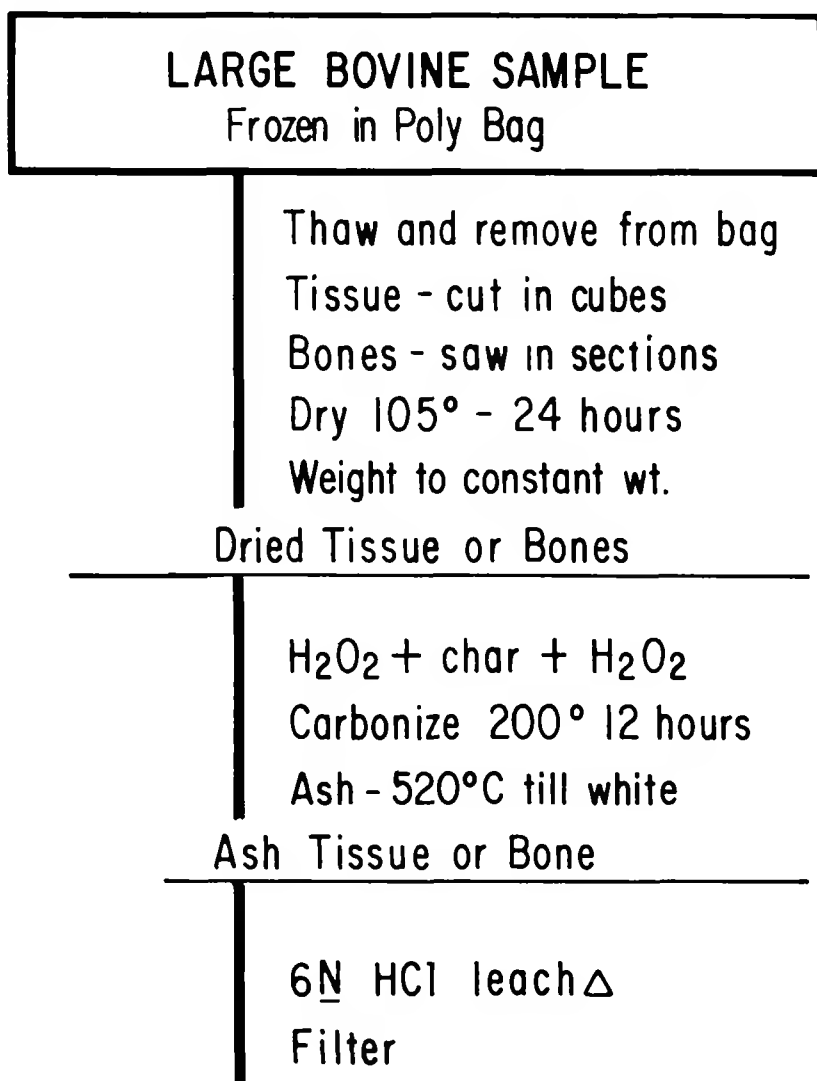 LARGE BOVINE SAMPLE
Frozen in Poly Bag
Thaw and remove from bag
Tissue - cut in cubes
Bones - saw in sections
Dry 105° - 24 hours
Weight to constant wt.
Dried Tissue or Bones
H₂O₂ + char + H₂O₂
Carbonize 200° 12 hours
Ash - 520°C till white
Ash Tissue or Bone
6N HCl leach △
Filter